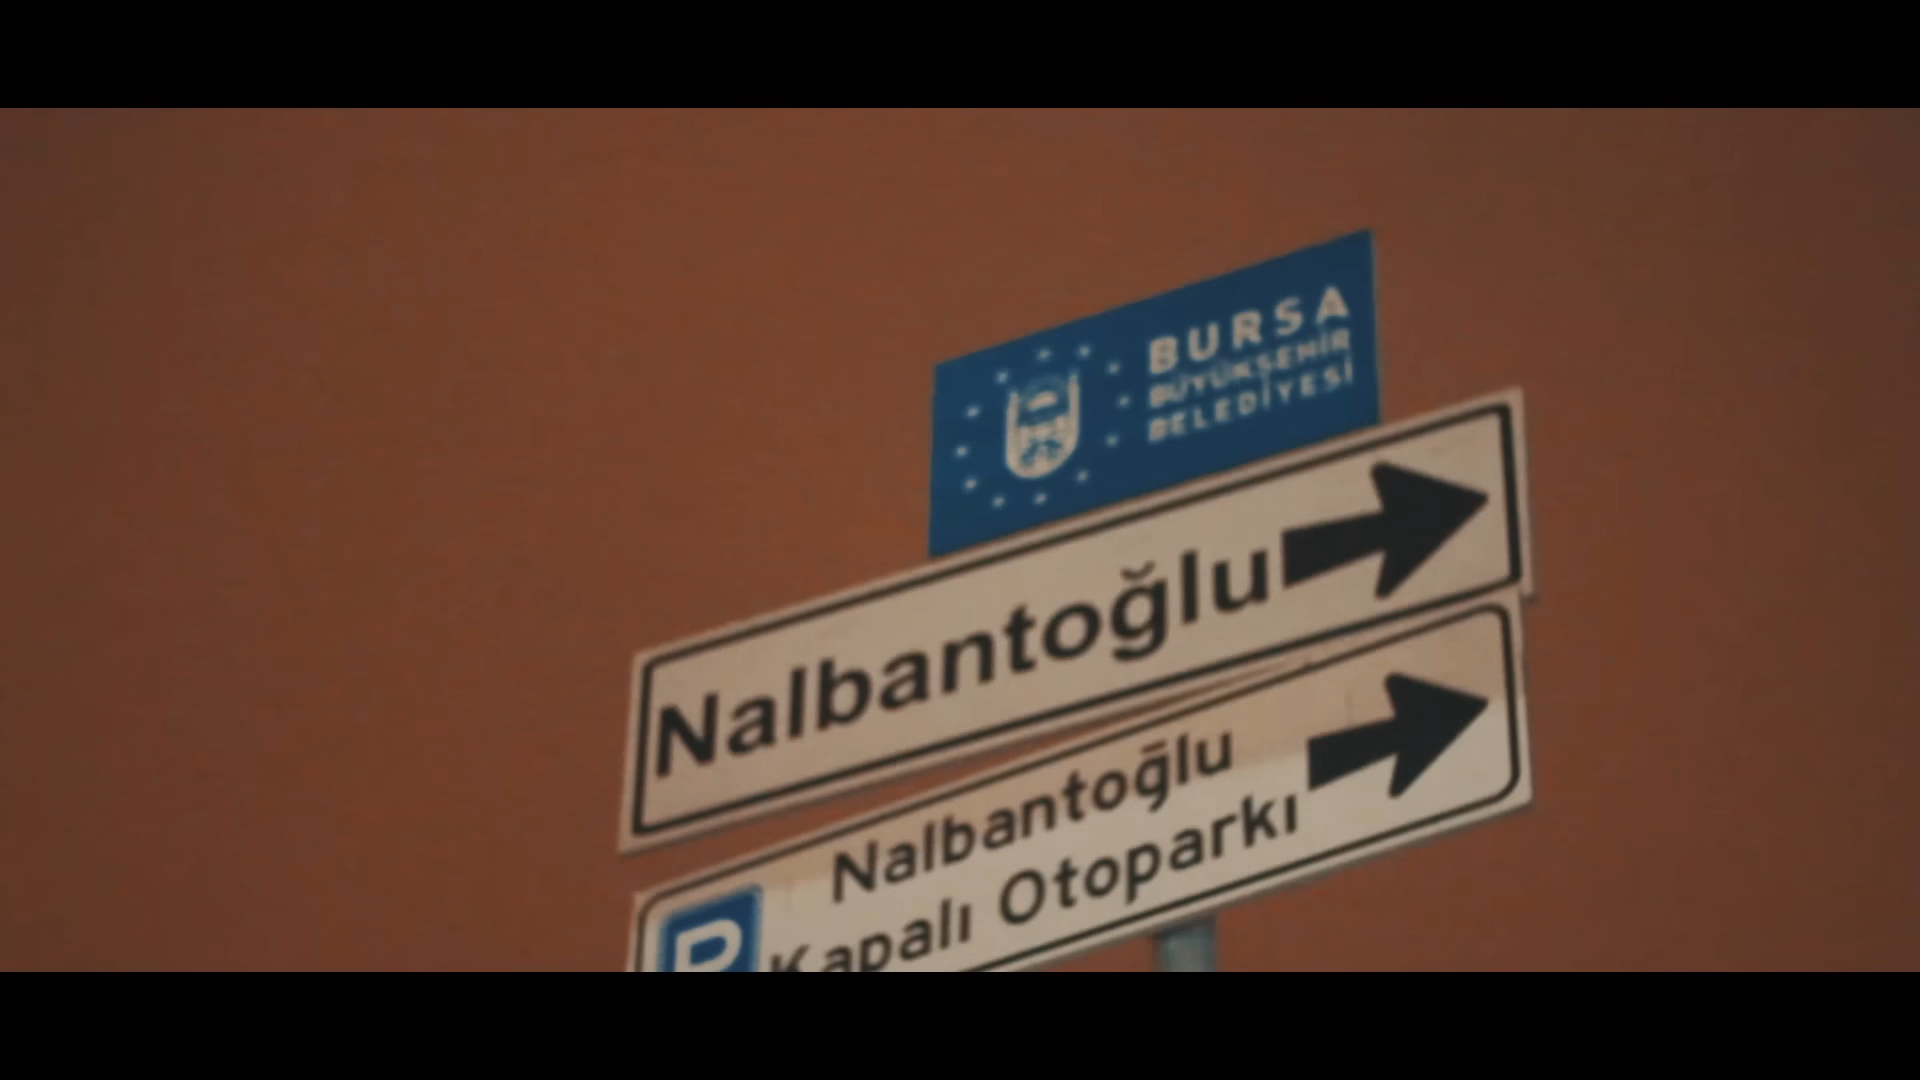 BURSA
BÜYÜKŞEHİR
BELEDİYESİ
Nalbantoğlu
Nalbantoğlu
P Kapalı Otoparkı